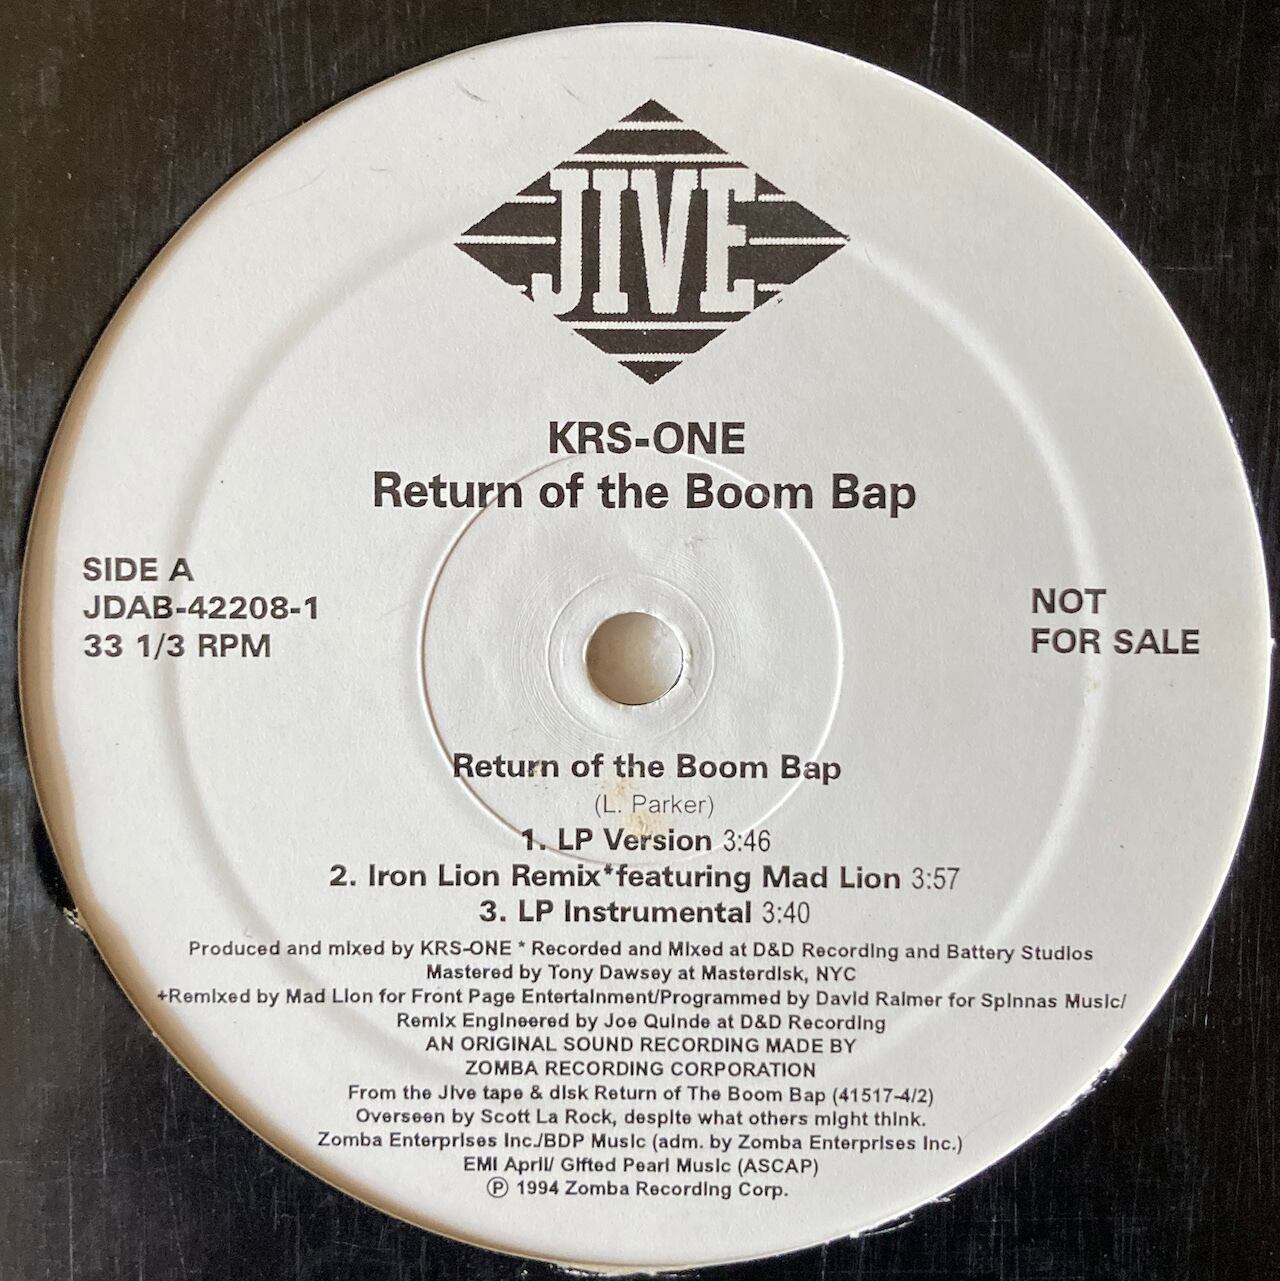 JIVE
KRS-ONE
Return of the Boom Bap
SIDE A
JDAB-42208-1
33 1/3 RPM
NOT
FOR SALE
Return of the Boom Bap
(L. Parker)
1. LP Version 3:46
2. Iron Lion Remix*featuring Mad Lion 3:57
3. LP Instrumental 3:40
Produced and mixed by KRS-ONE * Recorded and Mixed at D&D Recording and Battery Studios
Mastered by Tony Dawsey at Masterdisk, NYC
+Remixed by Mad Lion for Front Page Entertainment/Programmed by David Raimer for Spinnas Music/
Remix Engineered by Joe Quinde at D&D Recording
AN ORIGINAL SOUND RECORDING MADE BY
ZOMBA RECORDING CORPORATION
From the Jive tape & disk Return of The Boom Bap (41517-4/2)
Overseen by Scott La Rock, despite what others might think.
Zomba Enterprises Inc./BDP Music (adm. by Zomba Enterprises Inc.)
EMI April/ Gifted Pearl Music (ASCAP)
℗ 1994 Zomba Recording Corp.